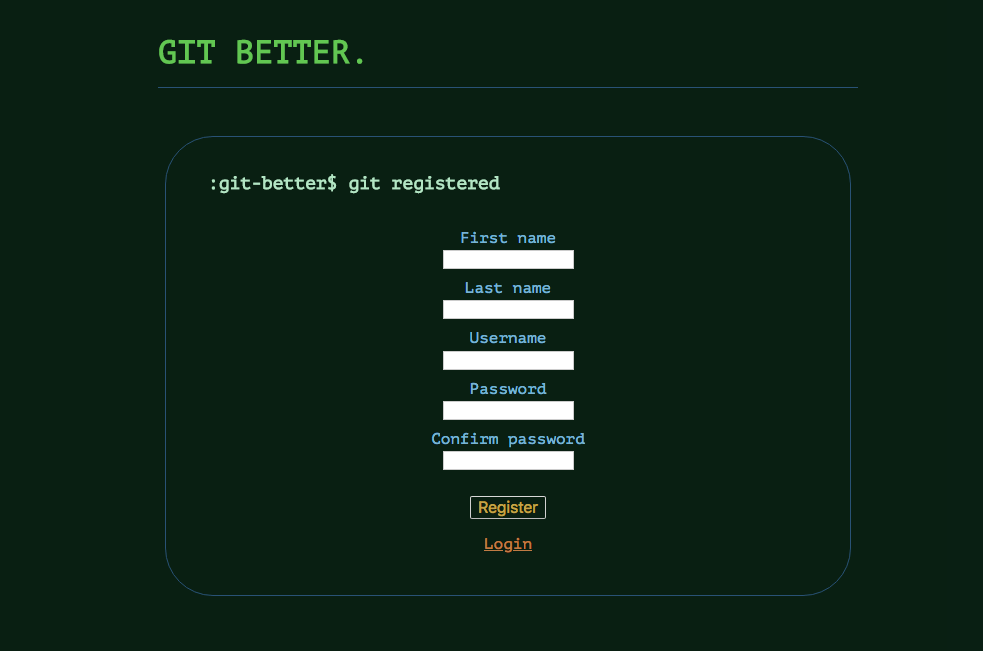 GIT BETTER.
:git-better$ git registered
First name
Last name
Username
Password
Confirm password
Register
Login